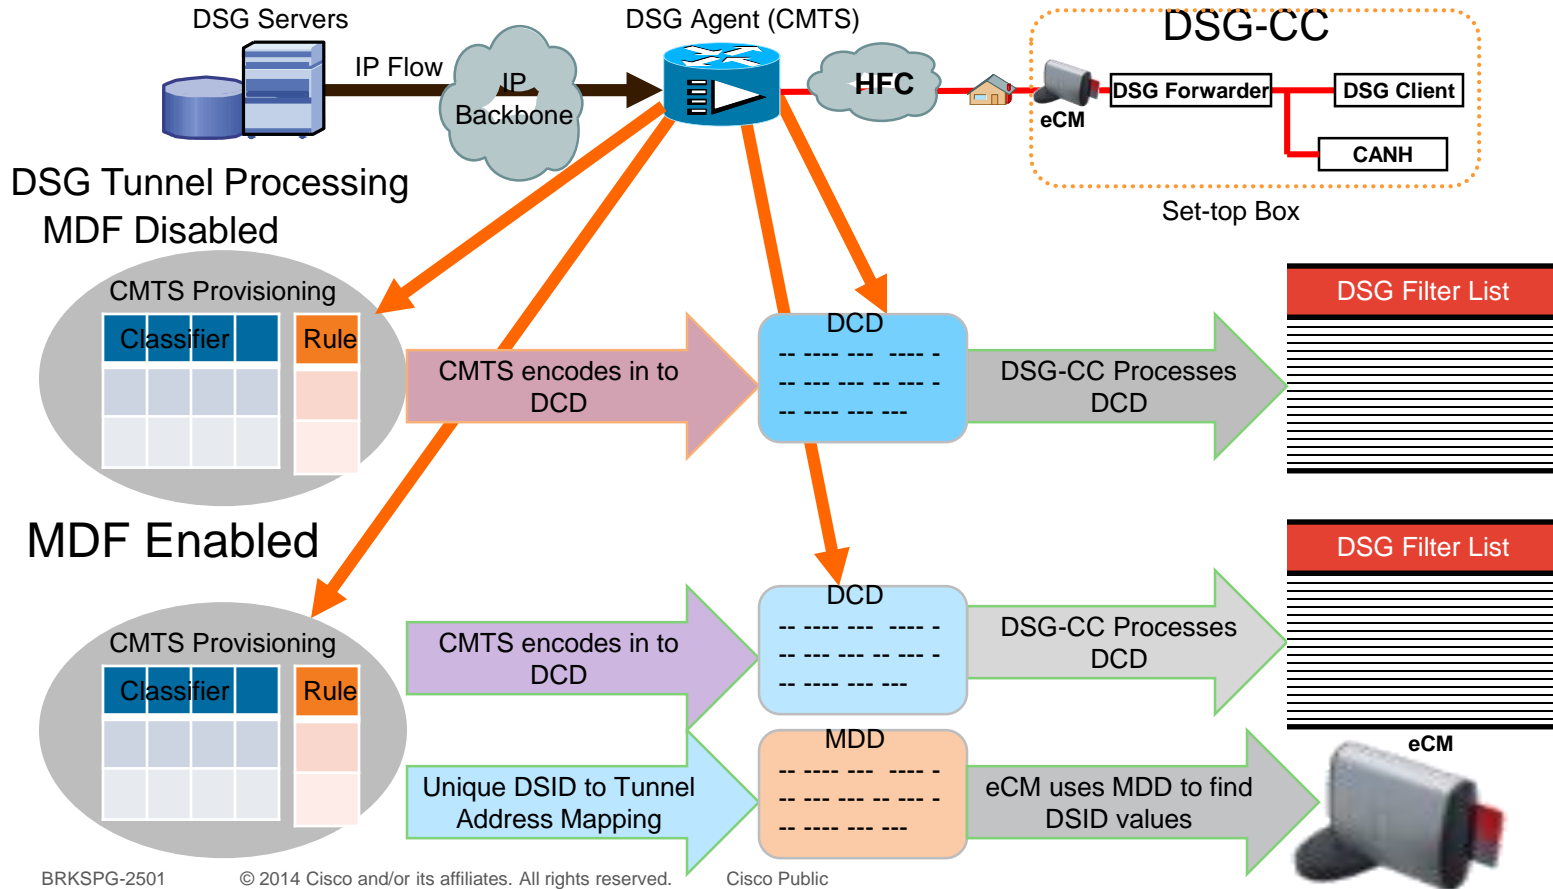 DSG Servers
DSG Agent (CMTS)
DSG-CC
IP Flow
IP
Backbone
HFC
eCM
DSG Forwarder
DSG Client
CANH
Set-top Box
DSG Tunnel Processing
MDF Disabled
CMTS Provisioning
Classifier
Rule
CMTS encodes in to
DCD
DCD
-- ---- --- ---- -
-- --- --- -- --- -
-- ---- --- ---
DSG-CC Processes
DCD
DSG Filter List
MDF Enabled
CMTS Provisioning
Classifier
Rule
CMTS encodes in to
DCD
DCD
-- ---- --- ---- -
-- --- --- -- --- -
-- ---- --- ---
DSG-CC Processes
DCD
DSG Filter List
Unique DSID to Tunnel
Address Mapping
MDD
-- ---- --- ---- -
-- --- --- -- --- -
-- ---- --- ---
eCM uses MDD to find
DSID values
eCM
BRKSPG-2501
© 2014 Cisco and/or its affiliates. All rights reserved.
Cisco Public